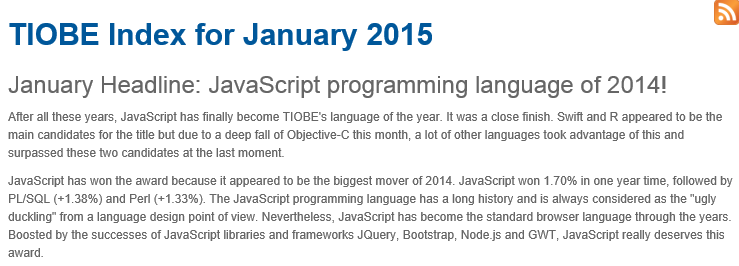 TIOBE Index for January 2015
January Headline: JavaScript programming language of 2014!
After all these years, JavaScript has finally become TIOBE's language of the year. It was a close finish. Swift and R appeared to be the
main candidates for the title but due to a deep fall of Objective-C this month, a lot of other languages took advantage of this and
surpassed these two candidates at the last moment.
JavaScript has won the award because it appeared to be the biggest mover of 2014. JavaScript won 1.70% in one year time, followed by
PL/SQL (+1.38%) and Perl (+1.33%). The JavaScript programming language has a long history and is always considered as the "ugly
duckling" from a language design point of view. Nevertheless, JavaScript has become the standard browser language through the years.
Boosted by the successes of JavaScript libraries and frameworks JQuery, Bootstrap, Node.js and GWT, JavaScript really deserves this
award.